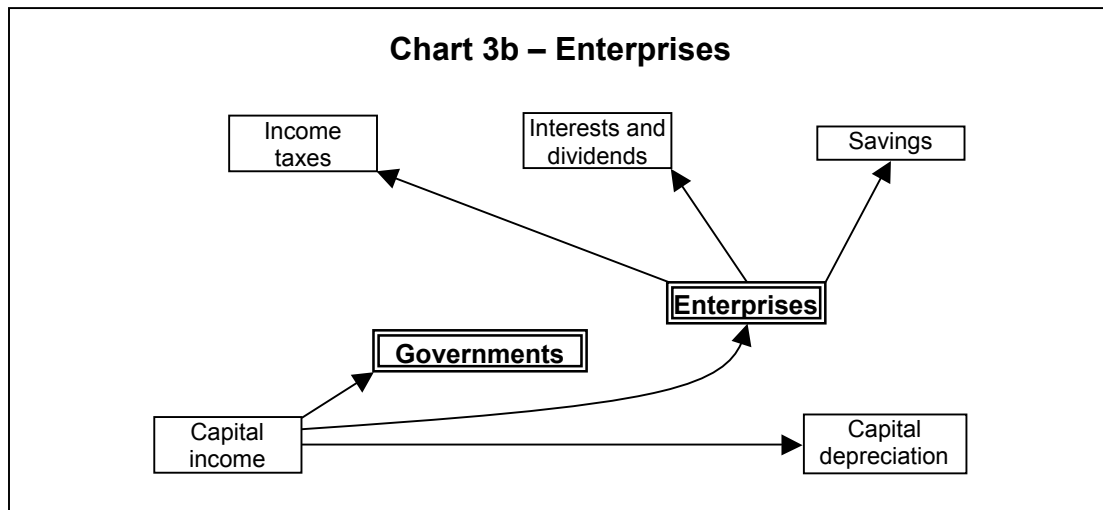 Chart 3b – Enterprises
Income
taxes
Interests and
dividends
Savings
Enterprises
Governments
Capital
income
Capital
depreciation